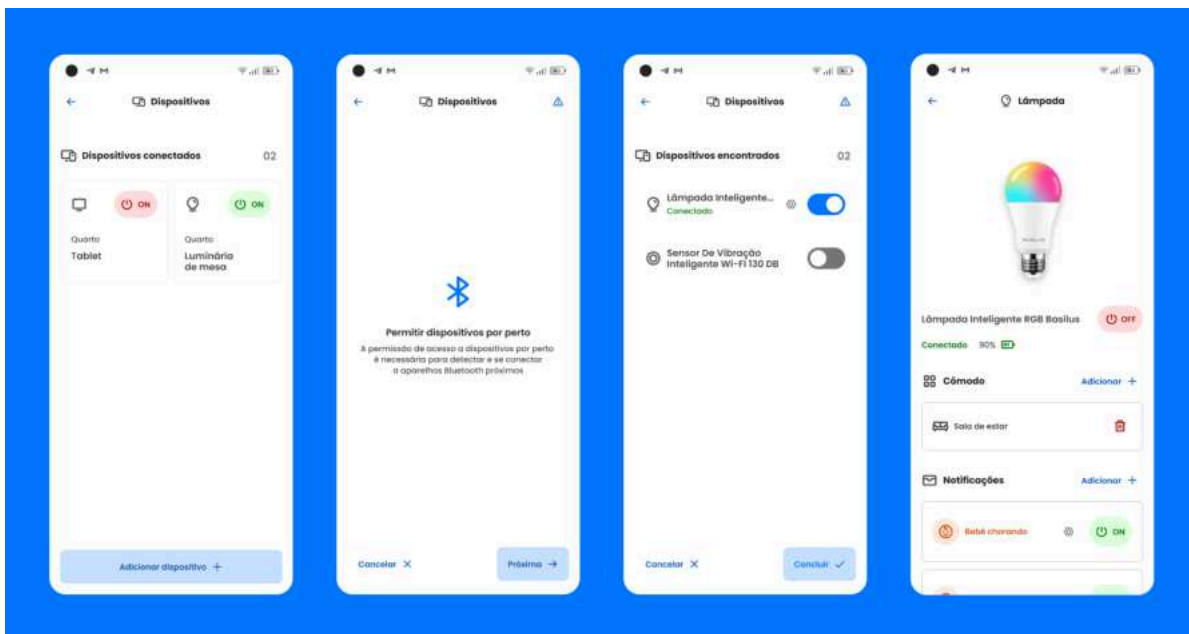 Dispositivos
Dispositivos conectados 02
ON
ON
Quarto
Tablet
Quarto
Luminária
de mesa
Adicionar dispositivo +
Dispositivos
Permitir dispositivos por perto
A permissão de acesso a dispositivos por perto
é necessária para detectar e se conectar
a aparelhos Bluetooth próximos
Cancelar
Próximo
Dispositivos
Dispositivos encontrados 02
Lâmpada Inteligente...
Conectado
Sensor De Vibração
Inteligente Wi-Fi 130 DB
Cancelar
Concluir
Lâmpada
Lâmpada Inteligente RGB Basilus
OFF
Conectado 90%
Cômodo
Adicionar +
Sala de estar
Notificações
Adicionar +
Bebê chorando
ON